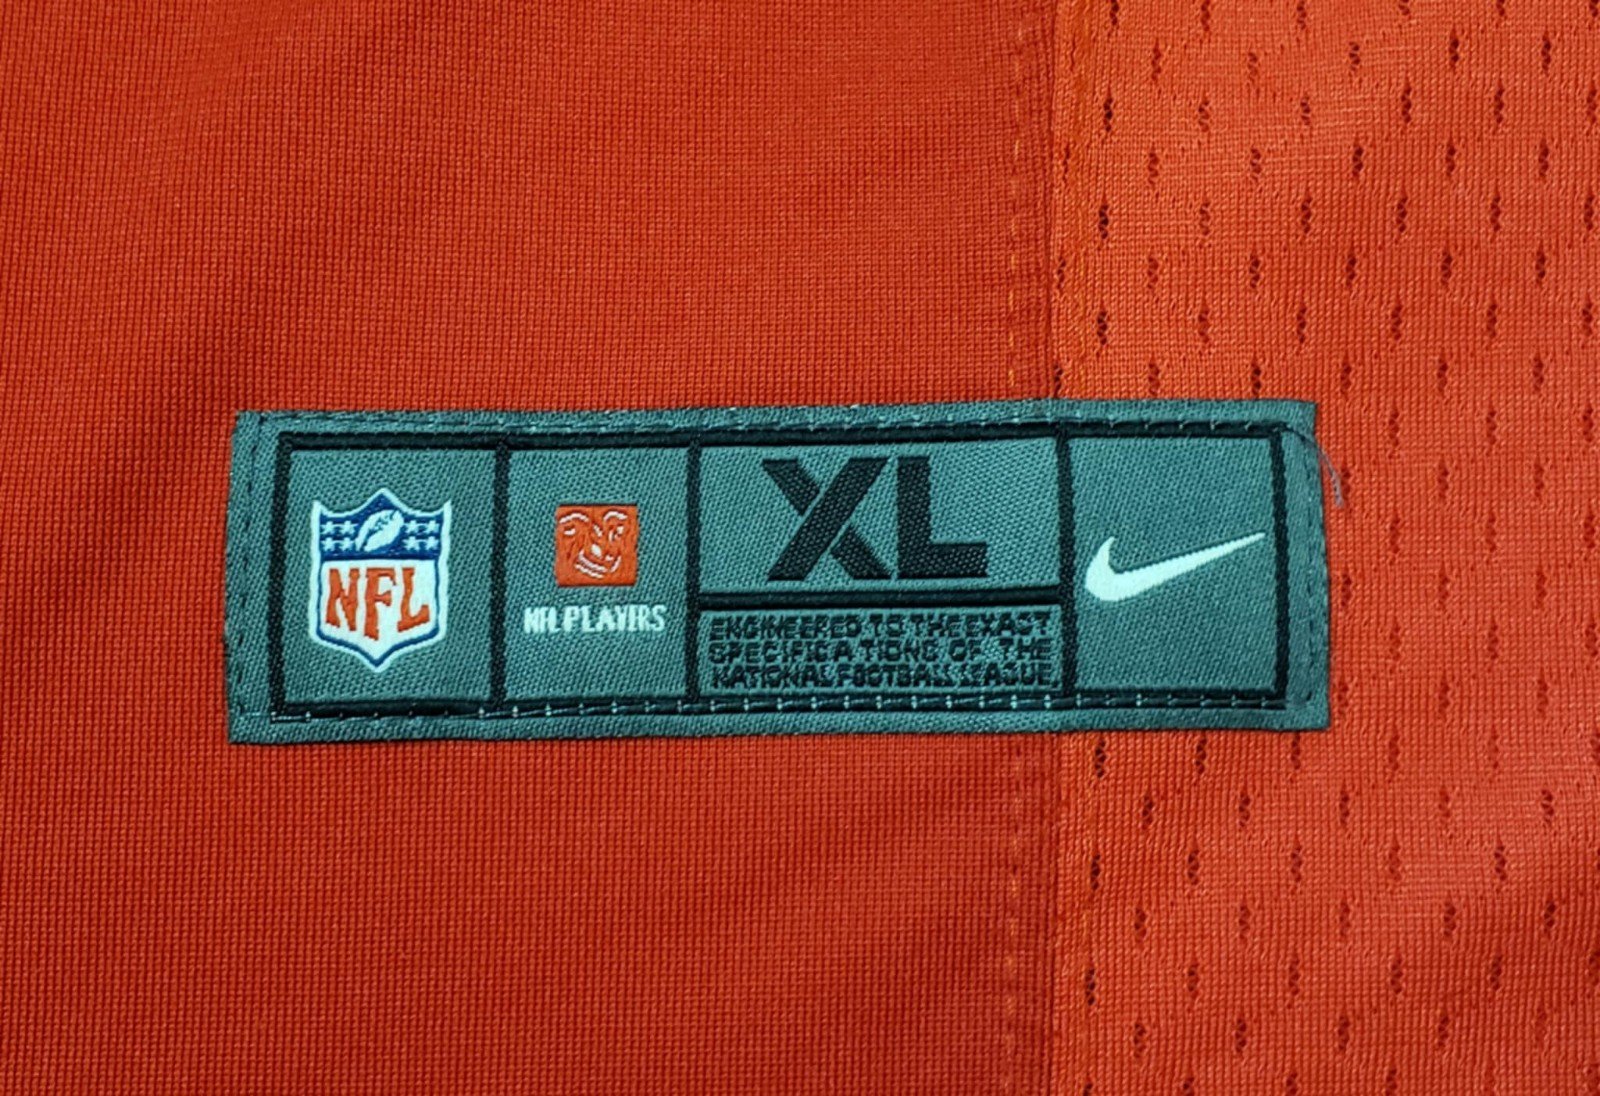 NFL
NFL PLAYERS
XL
ENGINEERED TO THE EXACT
SPECIFICATIONS OF THE
NATIONAL FOOTBALL LEAGUE